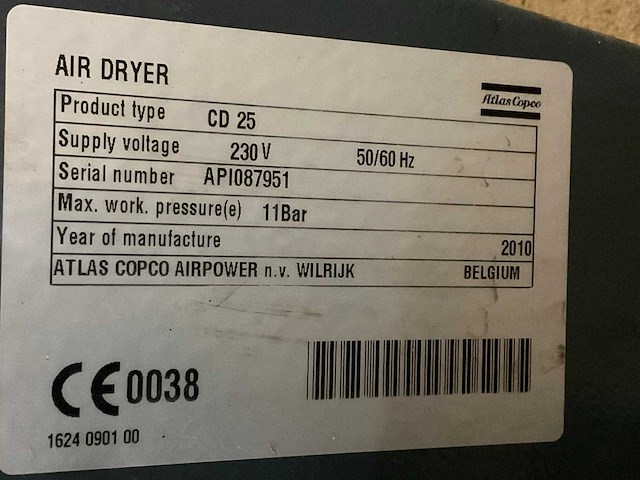 AIR DRYER
Atlas Copco
Product type CD 25
Supply voltage 230 V 50/60 Hz
Serial number API087951
Max. work. pressure(e) 11Bar
Year of manufacture 2010
ATLAS COPCO AIRPOWER n.v. WILRIJK BELGIUM
CE 0038
1624 0901 00